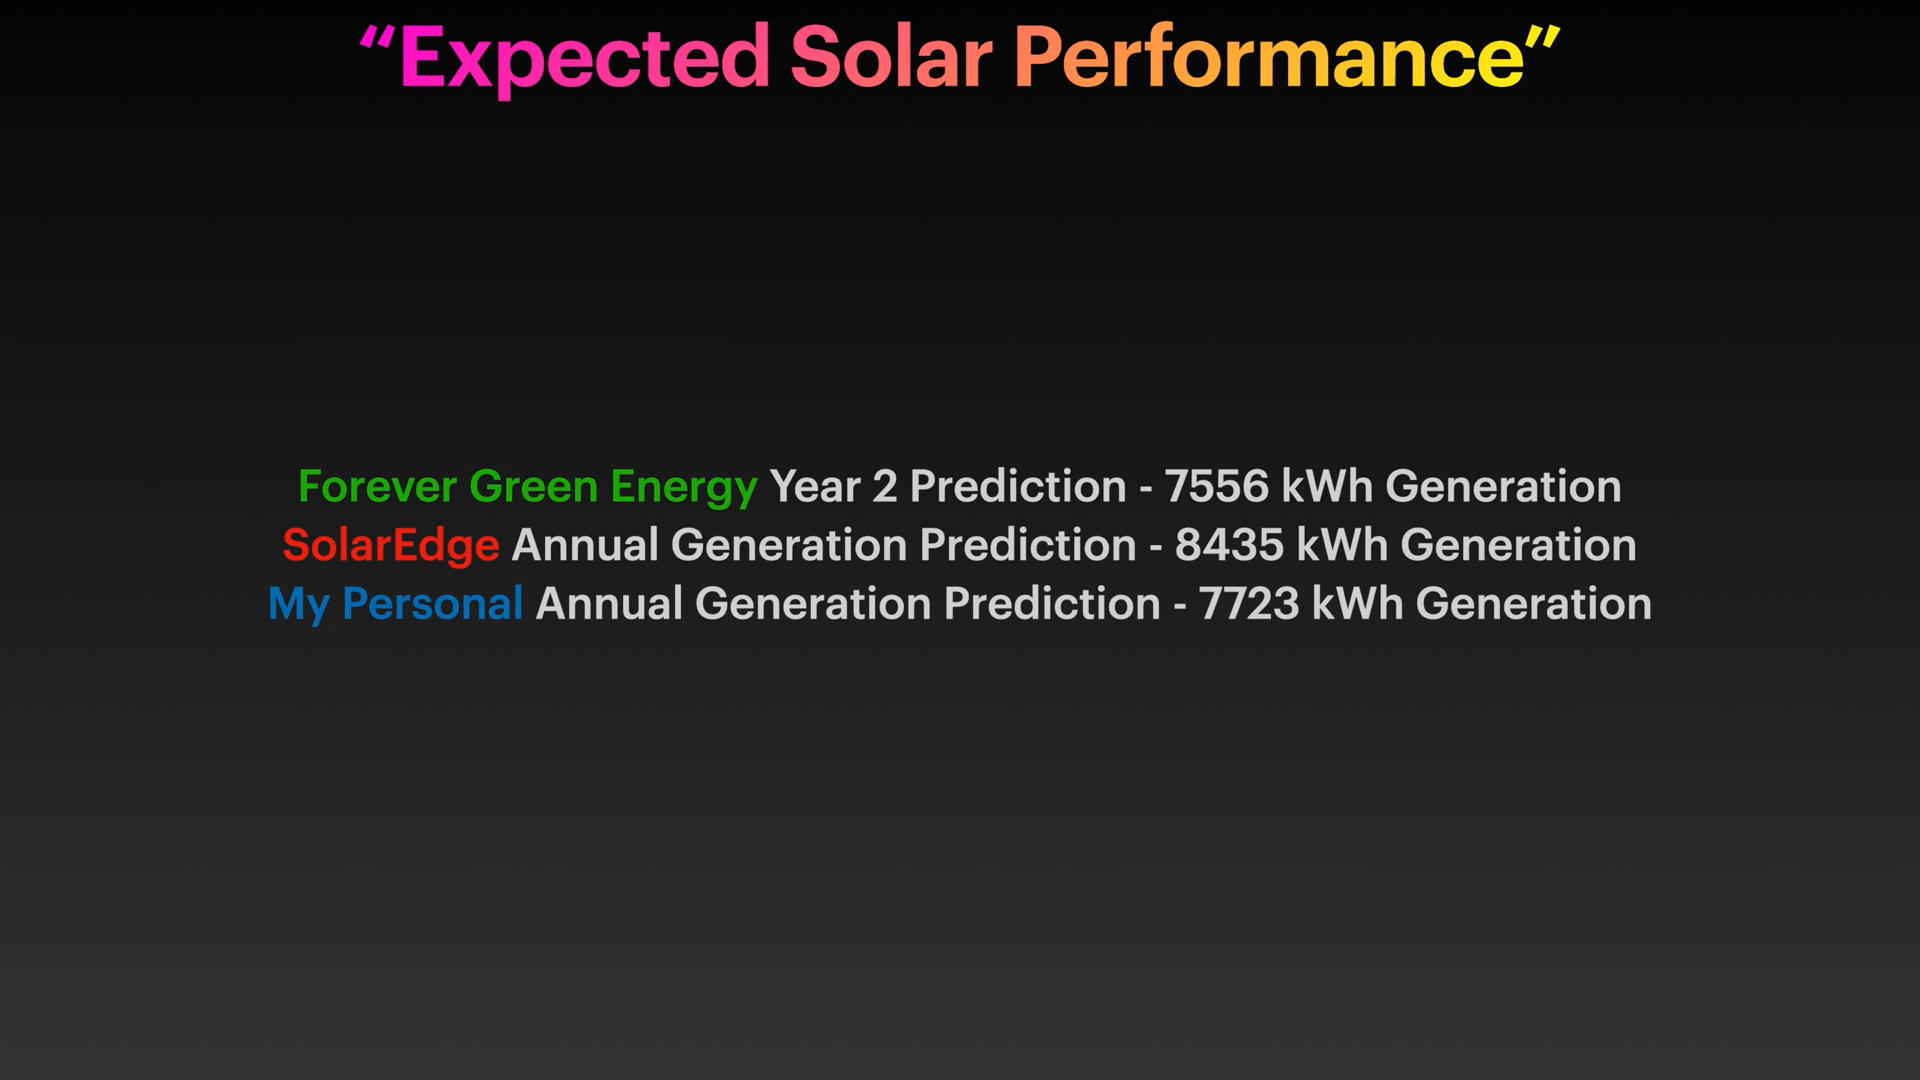 “Expected Solar Performance”
Forever Green Energy Year 2 Prediction - 7556 kWh Generation
SolarEdge Annual Generation Prediction - 8435 kWh Generation
My Personal Annual Generation Prediction - 7723 kWh Generation